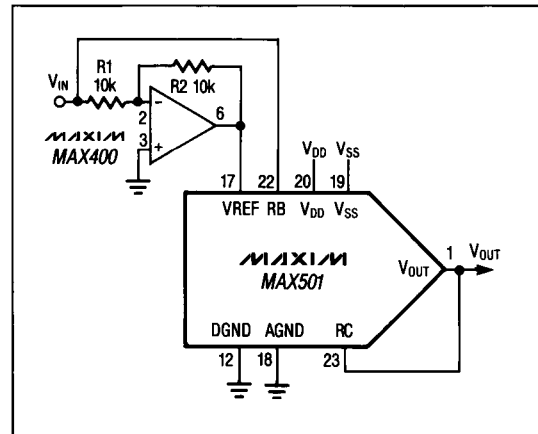 R1
10k
R2 10k
VIN
2
6
3
MAXIM
MAX400
VDD VSS
17 22 20 19
VREF RB VDD VSS
MAXIM
MAX501
VOUT
1
VOUT
DGND AGND RC
12 18 23